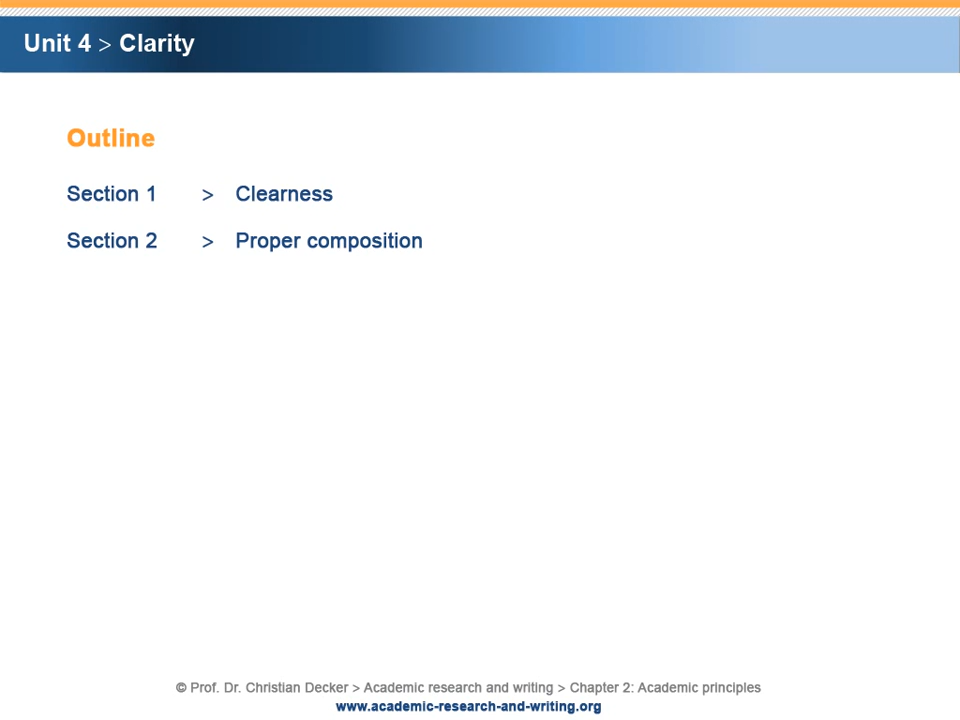 Unit 4 > Clarity
Outline
Section 1 > Clearness
Section 2 > Proper composition
© Prof. Dr. Christian Decker > Academic research and writing > Chapter 2: Academic principles
www.academic-research-and-writing.org